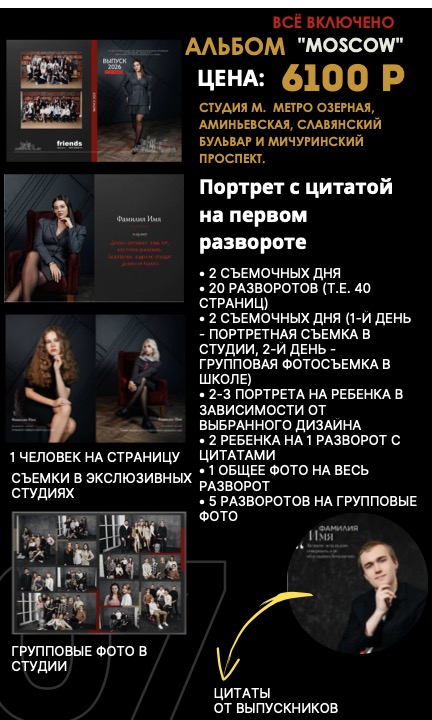 ВСЁ ВКЛЮЧЕНО
АЛЬБОМ "MOSCOW"
ЦЕНА: 6100 Р
СТУДИЯ М. МЕТРО ОЗЕРНАЯ,
АМИНЬЕВСКАЯ, СЛАВЯНСКИЙ
БУЛЬВАР И МИЧУРИНСКИЙ
ПРОСПЕКТ.
ВЫПУСК
2026
friends
Портрет с цитатой
на первом
развороте
Фамилия Имя
• 2 СЪЕМОЧНЫХ ДНЯ
• 20 РАЗВОРОТОВ (Т.Е. 40
СТРАНИЦ)
• 2 СЪЕМОЧНЫХ ДНЯ (1-Й ДЕНЬ
- ПОРТРЕТНАЯ СЪЕМКА В
СТУДИИ, 2-Й ДЕНЬ -
ГРУППОВАЯ ФОТОСЪЕМКА В
ШКОЛЕ)
• 2-3 ПОРТРЕТА НА РЕБЕНКА В
ЗАВИСИМОСТИ ОТ
ВЫБРАННОГО ДИЗАЙНА
• 2 РЕБЕНКА НА 1 РАЗВОРОТ С
ЦИТАТАМИ
• 1 ОБЩЕЕ ФОТО НА ВЕСЬ
РАЗВОРОТ
• 5 РАЗВОРОТОВ НА ГРУППОВЫЕ
ФОТО
1 ЧЕЛОВЕК НА СТРАНИЦУ
СЪЕМКИ В ЭКСЛЮЗИВНЫХ
СТУДИЯХ
ГРУППОВЫЕ ФОТО В
СТУДИИ
ФАМИЛИЯ
Имя
ЦИТАТЫ
ОТ ВЫПУСКНИКОВ